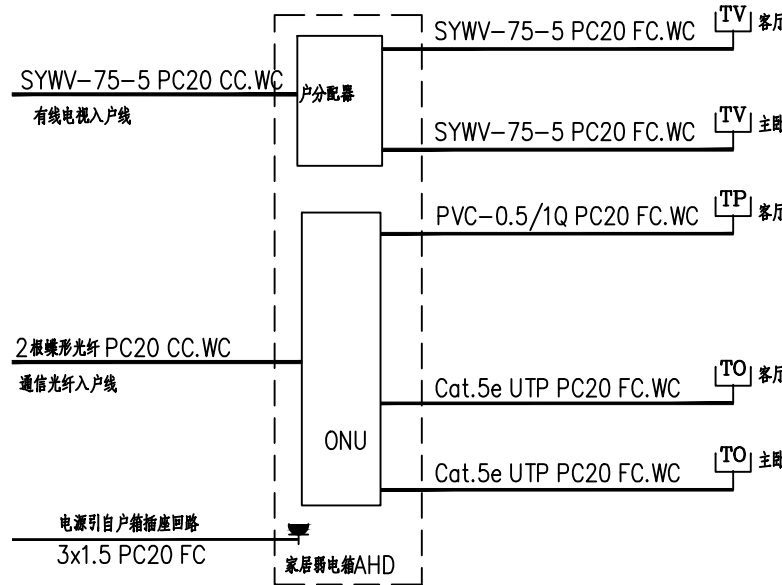 TV 客厅
SYWV-75-5 PC20 FC.WC
SYWV-75-5 PC20 CC.WC
户分配器
有线电视入户线
TV 主卧
SYWV-75-5 PC20 FC.WC
TP 客厅
PVC-0.5/1Q PC20 FC.WC
2根蝶形光纤 PC20 CC.WC
通信光纤入户线
TO 客厅
Cat.5e UTP PC20 FC.WC
ONU
TO 主卧
Cat.5e UTP PC20 FC.WC
电源引自户箱插座回路
3x1.5 PC20 FC
家居弱电箱AHD